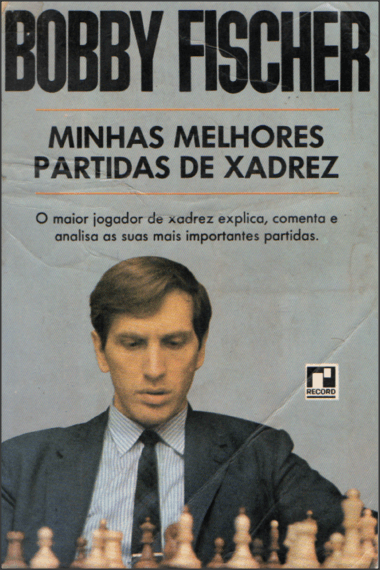 BOBBY FISCHER
MINHAS MELHORES
PARTIDAS DE XADREZ
O maior jogador de xadrez explica, comenta e
analisa as suas mais importantes partidas.
RECORD